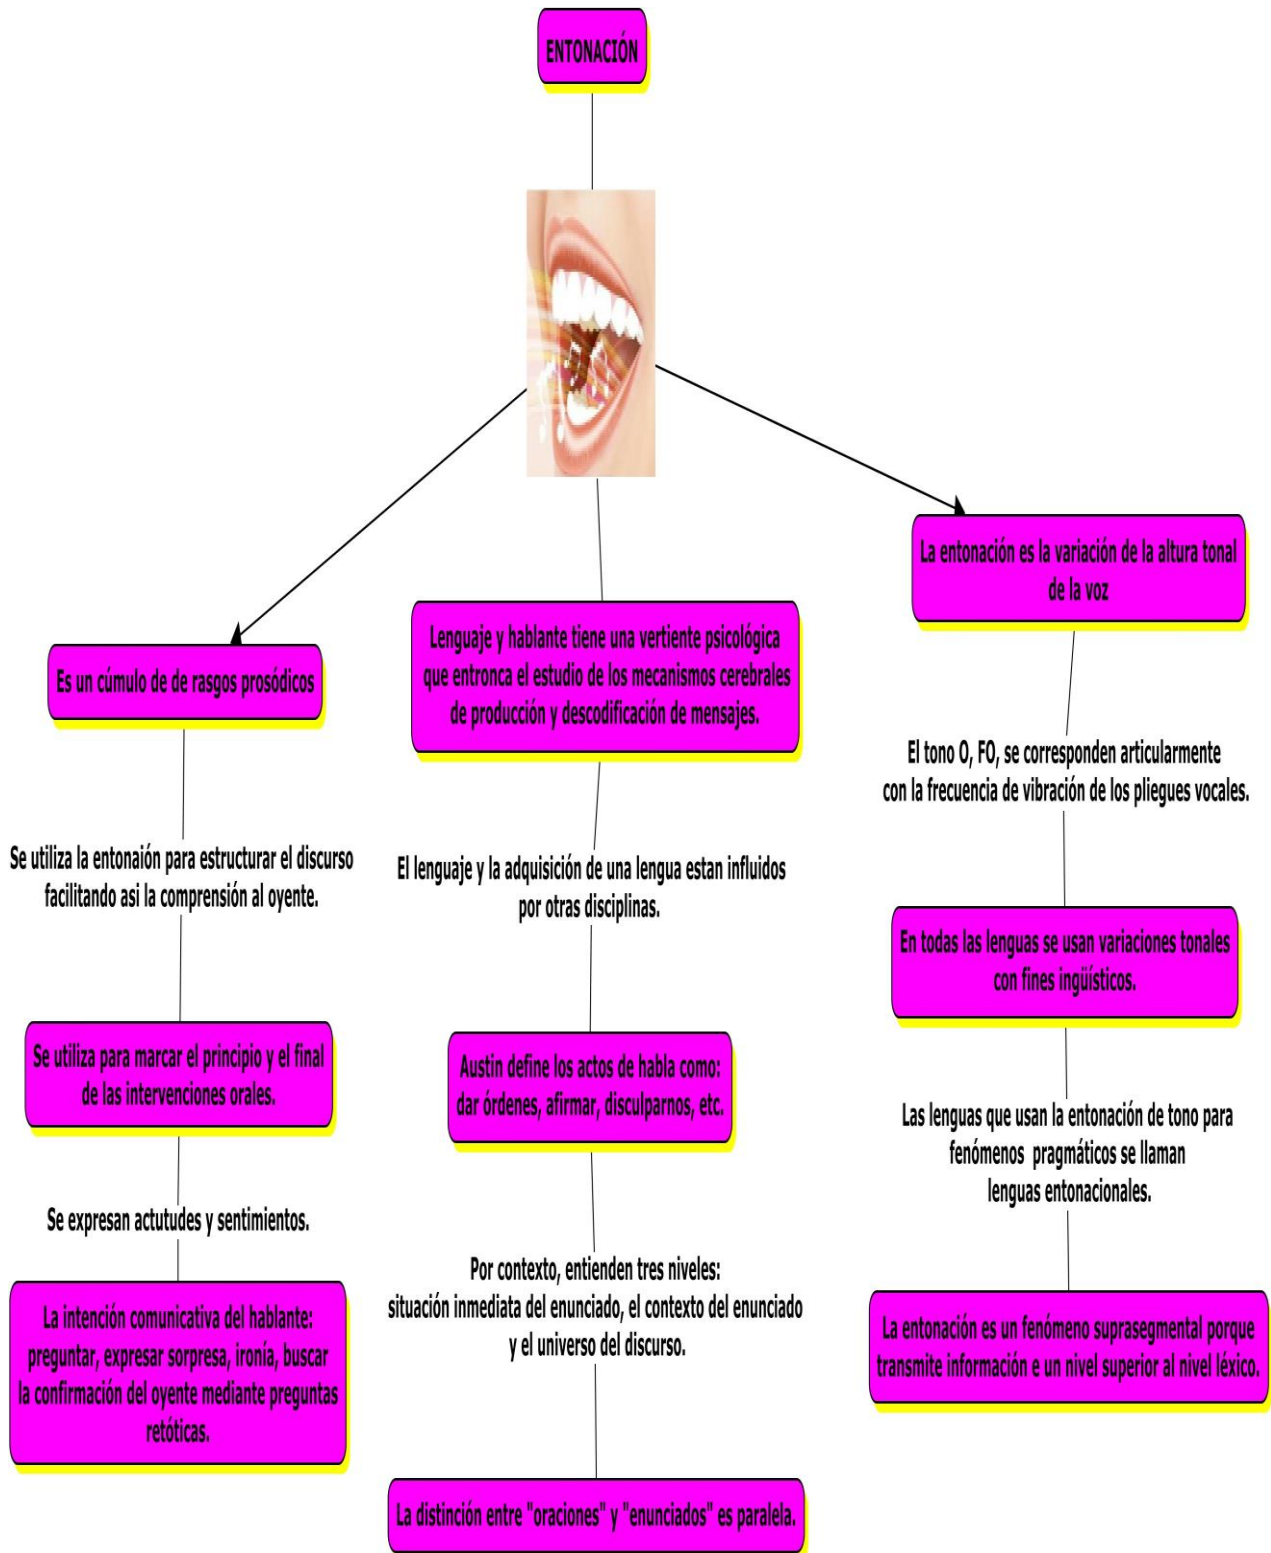 ENTONACIÓN
Es un cúmulo de de rasgos prosódicos
Se utiliza la entonaión para estructurar el discurso
facilitando asi la comprensión al oyente.
Se utiliza para marcar el principio y el final
de las intervenciones orales.
Se expresan actutudes y sentimientos.
La intención comunicativa del hablante:
preguntar, expresar sorpresa, ironía, buscar
la confirmación del oyente mediante preguntas
retóticas.
Lenguaje y hablante tiene una vertiente psicológica
que entronca el estudio de los mecanismos cerebrales
de producción y descodificación de mensajes.
El lenguaje y la adquisición de una lengua estan influidos
por otras disciplinas.
Austin define los actos de habla como:
dar órdenes, afirmar, disculparnos, etc.
Por contexto, entienden tres niveles:
situación inmediata del enunciado, el contexto del enunciado
y el universo del discurso.
La distinción entre "oraciones" y "enunciados" es paralela.
La entonación es la variación de la altura tonal
de la voz
El tono O, FO, se corresponden articularmente
con la frecuencia de vibración de los pliegues vocales.
En todas las lenguas se usan variaciones tonales
con fines ingüísticos.
Las lenguas que usan la entonación de tono para
fenómenos pragmáticos se llaman
lenguas entonacionales.
La entonación es un fenómeno suprasegmental porque
transmite información e un nivel superior al nivel léxico.